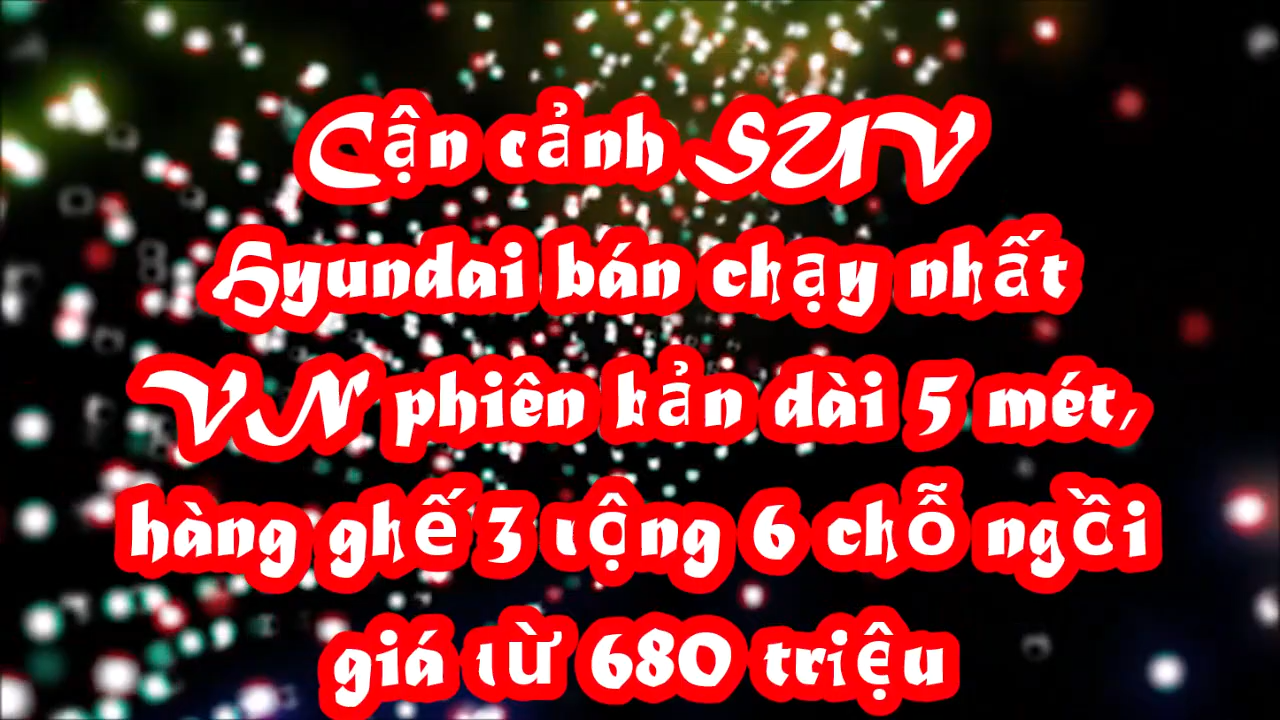 Cận cảnh SUV
Hyundai bán chạy nhất
VN phiên bản dài 5 mét,
hàng ghế 3 rộng 6 chỗ ngồi
giá từ 680 triệu